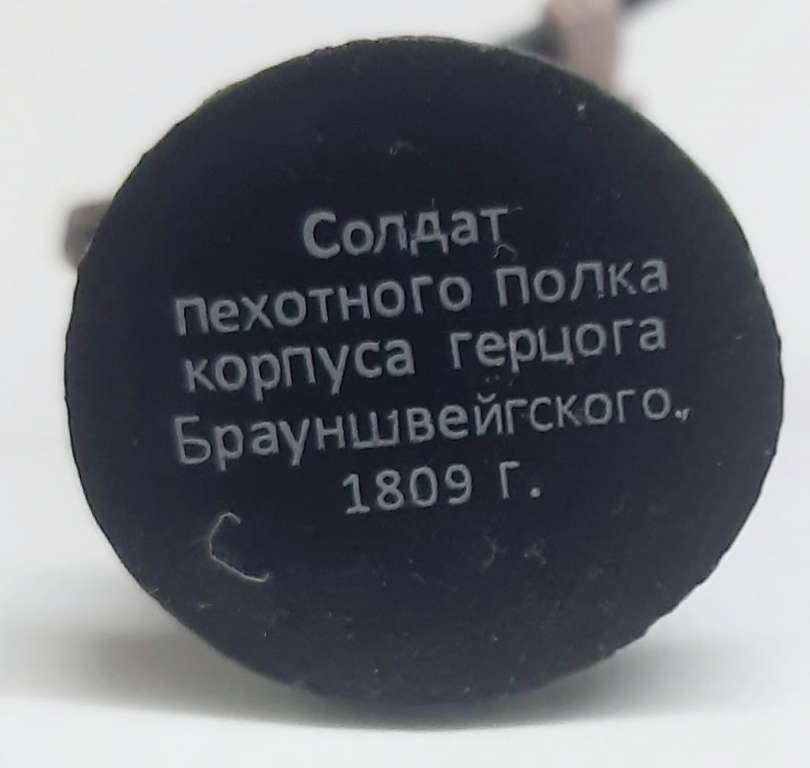 Солдат
пехотного полка
корпуса герцога
Брауншвейгского,
1809 г.